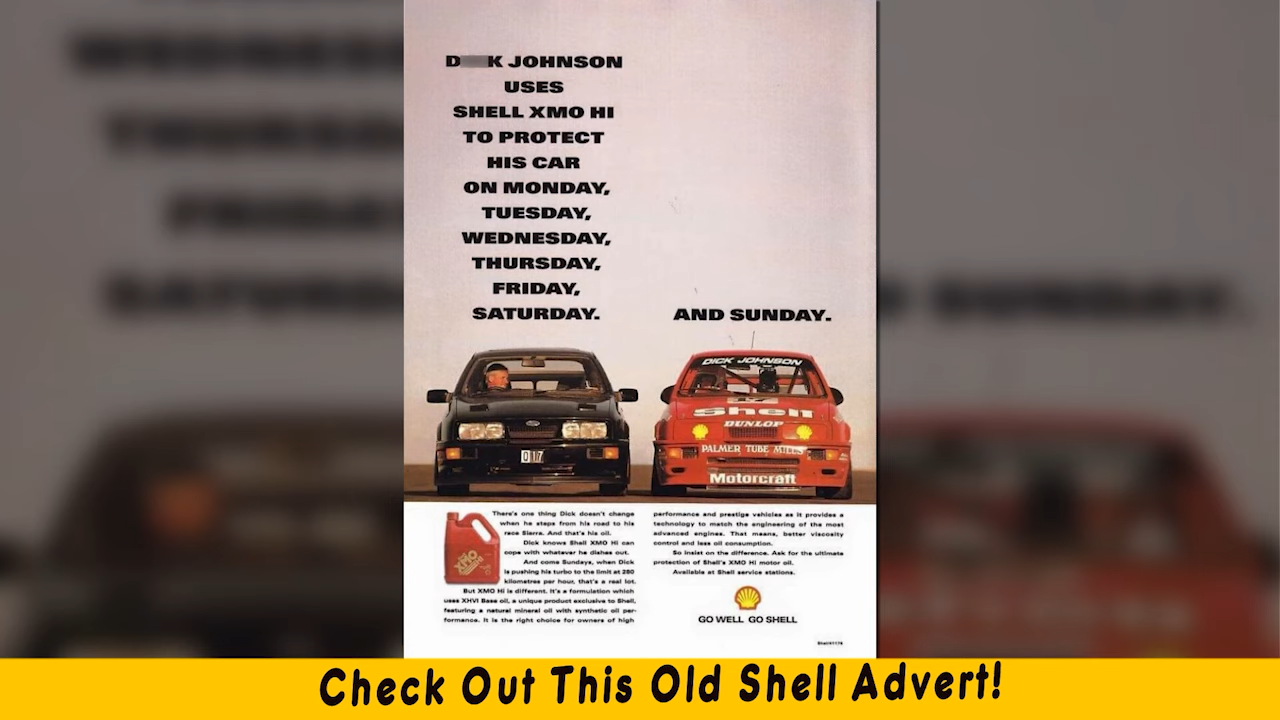 D K JOHNSON
USES
SHELL XMO HI
TO PROTECT
HIS CAR
ON MONDAY,
TUESDAY,
WEDNESDAY,
THURSDAY,
FRIDAY,
SATURDAY.
AND SUNDAY.
017
DICK JOHNSON
17
Shell
DUNLOP
PALMER TUBE MILLS
Motorcraft
XMO
There's one thing Dick doesn't change
when he steps from his road to his
race Sierra. And that's his oil.
Dick knows Shell XMO Hi can
cope with whatever he dishes out.
And come Sundays, when Dick
is pushing his turbo to the limit at 260
kilometres per hour, that's a real lot.
But XMO Hi is different. It's a formulation which
uses XHVI Base oil, a unique product exclusive to Shell,
featuring a natural mineral oil with synthetic oil per-
formance. It is the right choice for owners of high
performance and prestige vehicles as it provides a
technology to match the engineering of the most
advanced engines. That means, better viscosity
control and less oil consumption.
So insist on the difference. Ask for the ultimate
protection of Shell's XMO Hi motor oil.
Available at Shell service stations.
GO WELL GO SHELL
Check Out This Old Shell Advert!